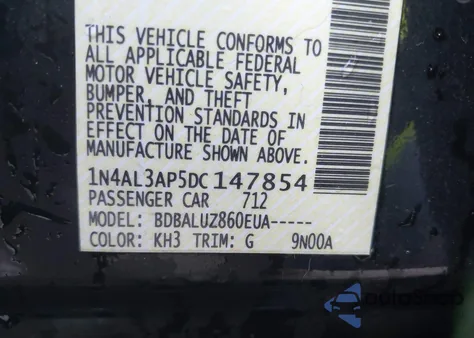 THIS VEHICLE CONFORMS TO
ALL APPLICABLE FEDERAL
MOTOR VEHICLE SAFETY,
BUMPER, AND THEFT
PREVENTION STANDARDS IN
EFFECT ON THE DATE OF
MANUFACTURE SHOWN ABOVE.
1N4AL3AP5DC147854
PASSENGER CAR 712
MODEL: BDBALUZ860EUA-----
COLOR: KH3 TRIM: G 9N00A